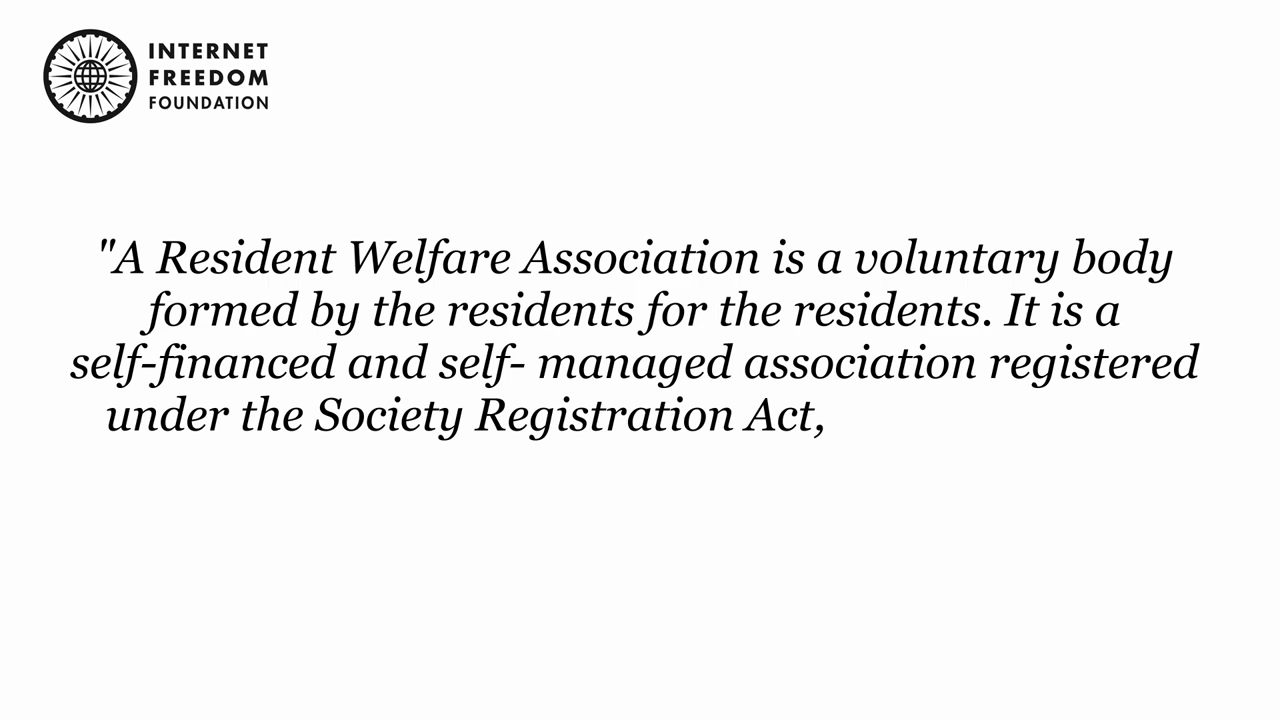 INTERNET
FREEDOM
FOUNDATION
"A Resident Welfare Association is a voluntary body
formed by the residents for the residents. It is a
self-financed and self- managed association registered
under the Society Registration Act,